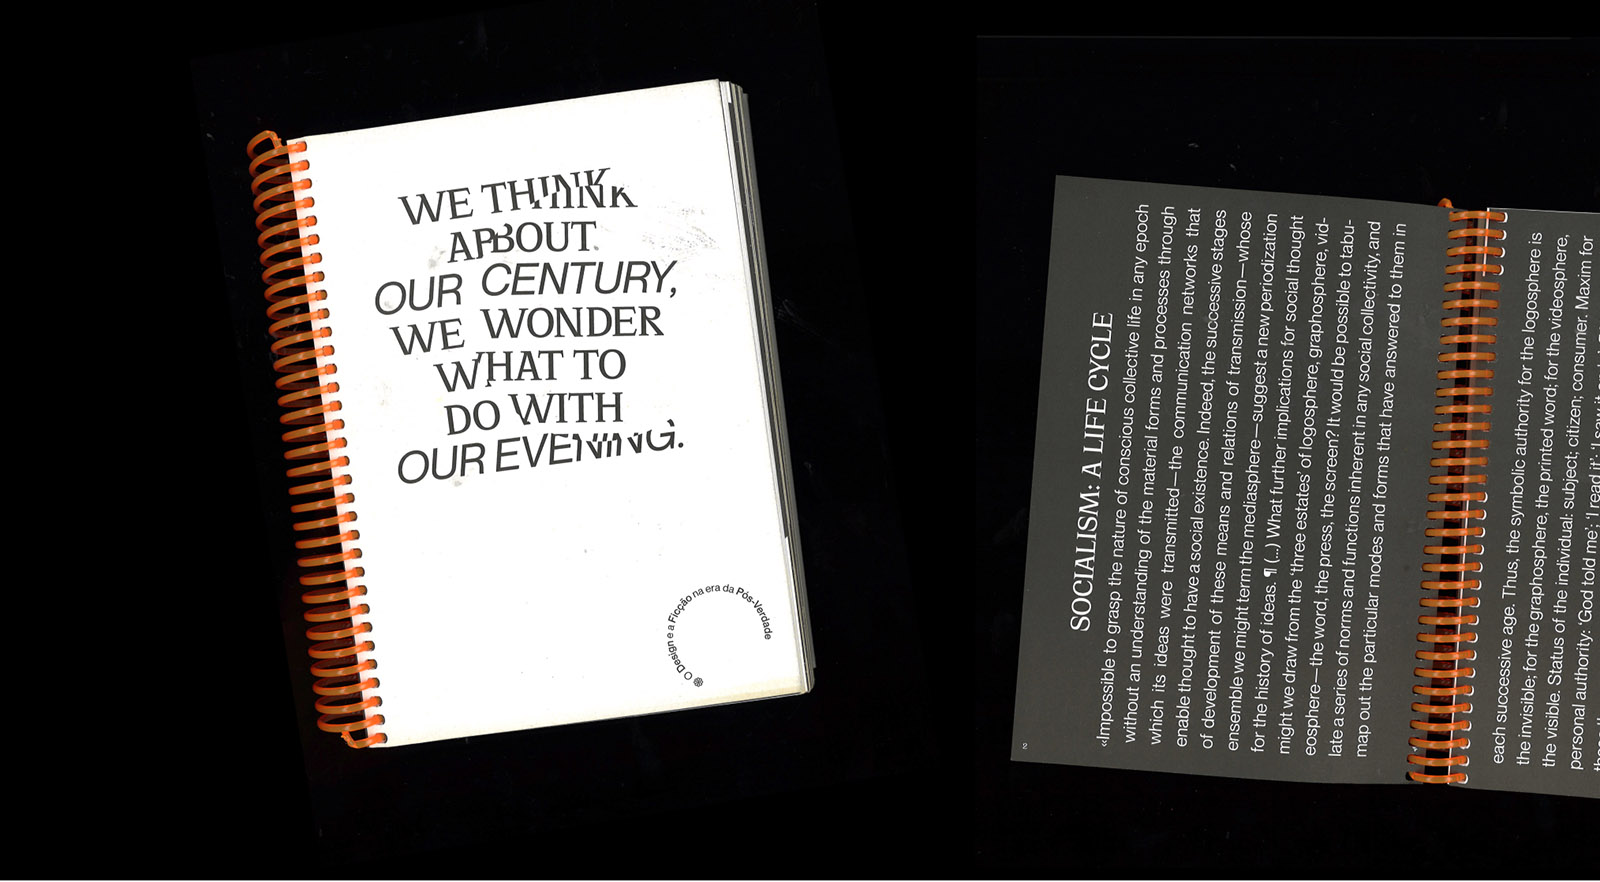 WE THINK
ABOUT
OUR CENTURY,
WE WONDER
WHAT TO
DO WITH
OUR EVENING.
O Design e a Ficção na era da Pós-Verdade
SOCIALISM: A LIFE CYCLE
«Impossible to grasp the nature of conscious collective life in any epoch
without an understanding of the material forms and processes through
which its ideas were transmitted—the communication networks that
enable thought to have a social existence. Indeed, the successive stages
of development of these means and relations of transmission—whose
ensemble we might term the mediasphere—suggest a new periodization
for the history of ideas. ¶ (...) What further implications for social thought
might we draw from the ‘three estates’ of logosphere, graphosphere, vid-
eosphere—the word, the press, the screen? It would be possible to tabu-
late a series of norms and functions inherent in any social collectivity, and
map out the particular modes and forms that have answered to them in
2
each successive age. Thus, the symbolic authority for the logosphere is
the invisible; for the graphosphere, the printed word; for the videosphere,
the visible. Status of the individual: subject; citizen; consumer. Maxim for
personal authority: ‘God told me’; ‘I read it’;